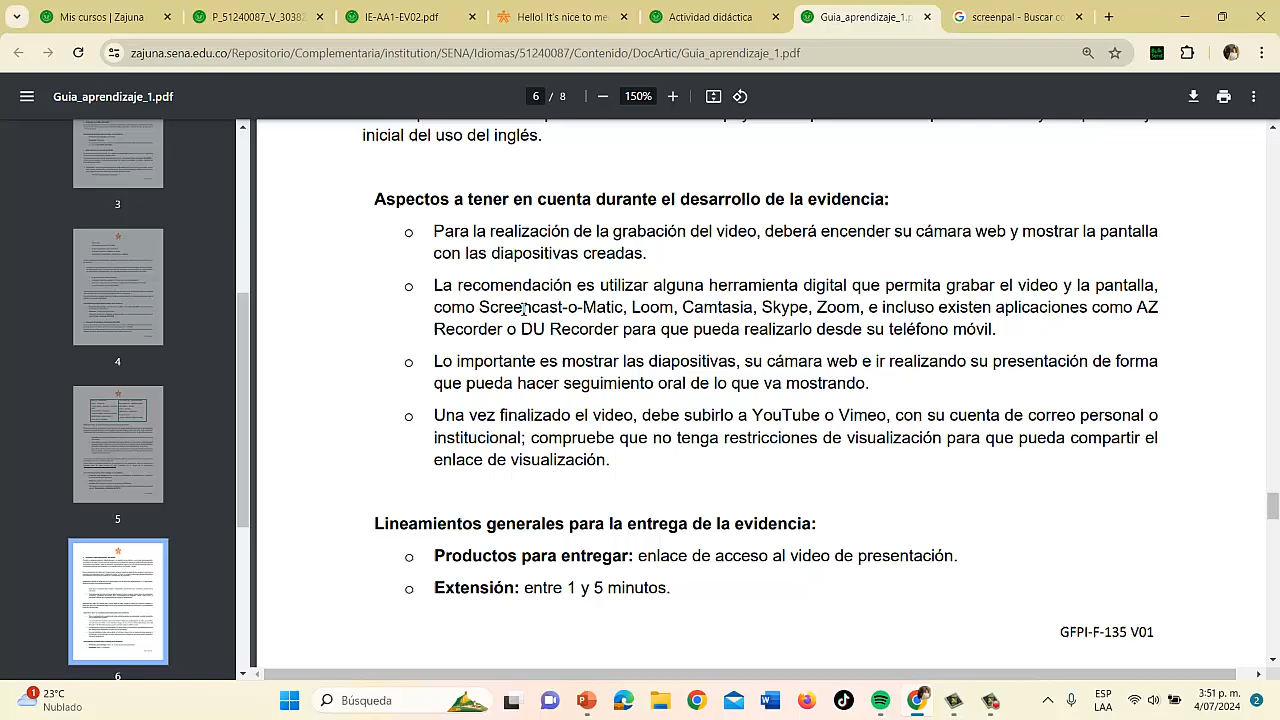 Mis cursos | Zajuna
P_51240087_V_30382
IE-AA1-EV02.pdf
Hello! It's nice to me
Actividad didáctica
Guia_aprendizaje_1.p
screenpal - Buscar co
zajuna.sena.edu.co/Repositorio/Complementaria/institution/SENA/Idiomas/51240087/Contenido/DocArtic/Guia_aprendizaje_1.pdf
Guia_aprendizaje_1.pdf
6 / 8
150%
icial del uso del inglés.
Aspectos a tener en cuenta durante el desarrollo de la evidencia:
Para la realización de la grabación del video, deberá encender su cámara web y mostrar la pantalla
con las diapositivas creadas.
La recomendación es utilizar alguna herramienta digital que permita grabar el video y la pantalla,
como Screencast-o-Matic, Loom, Camtasia, Skype, Zoom, e incluso existen aplicaciones como AZ
Recorder o DU Recorder para que pueda realizarlo desde su teléfono móvil.
Lo importante es mostrar las diapositivas, su cámara web e ir realizando su presentación de forma
que pueda hacer seguimiento oral de lo que va mostrando.
Una vez finalizado el video, debe subirlo a YouTube o Vimeo, con su cuenta de correo personal o
institucional; compruebe que no tenga restricciones de visualización para que pueda compartir el
enlace de visualización.
Lineamientos generales para la entrega de la evidencia:
Productos para entregar: enlace de acceso al video de presentación.
Extensión: entre 1 y 5 minutos.
GFPI-F-135 V01
3
4
5
6
1
23°C
Nublado
Búsqueda
ESP
LAA
3:51 p. m.
4/07/2024
2